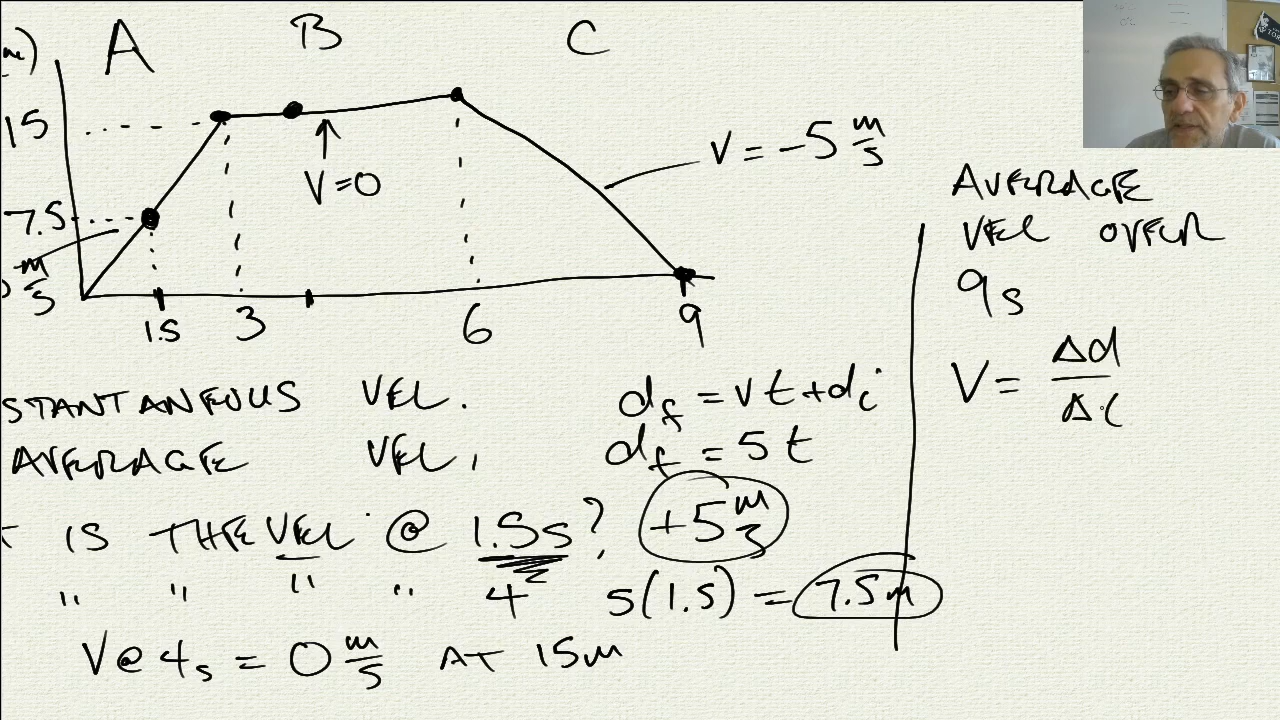 A B C
15
V = -5 m/s
V = 0
7.5
m/s
1.5 3 6 9
STANTANEOUS VEL.
AVERAGE VEL.
df = vt + di
df = 5t
IS THE VEL @ 1.5s? +5 m/s
" " " " 4 5(1.5) = 7.5m
V@4s = 0 m/s AT 15m
AVERAGE
VEL OVER
9s
V = Δd/Δt